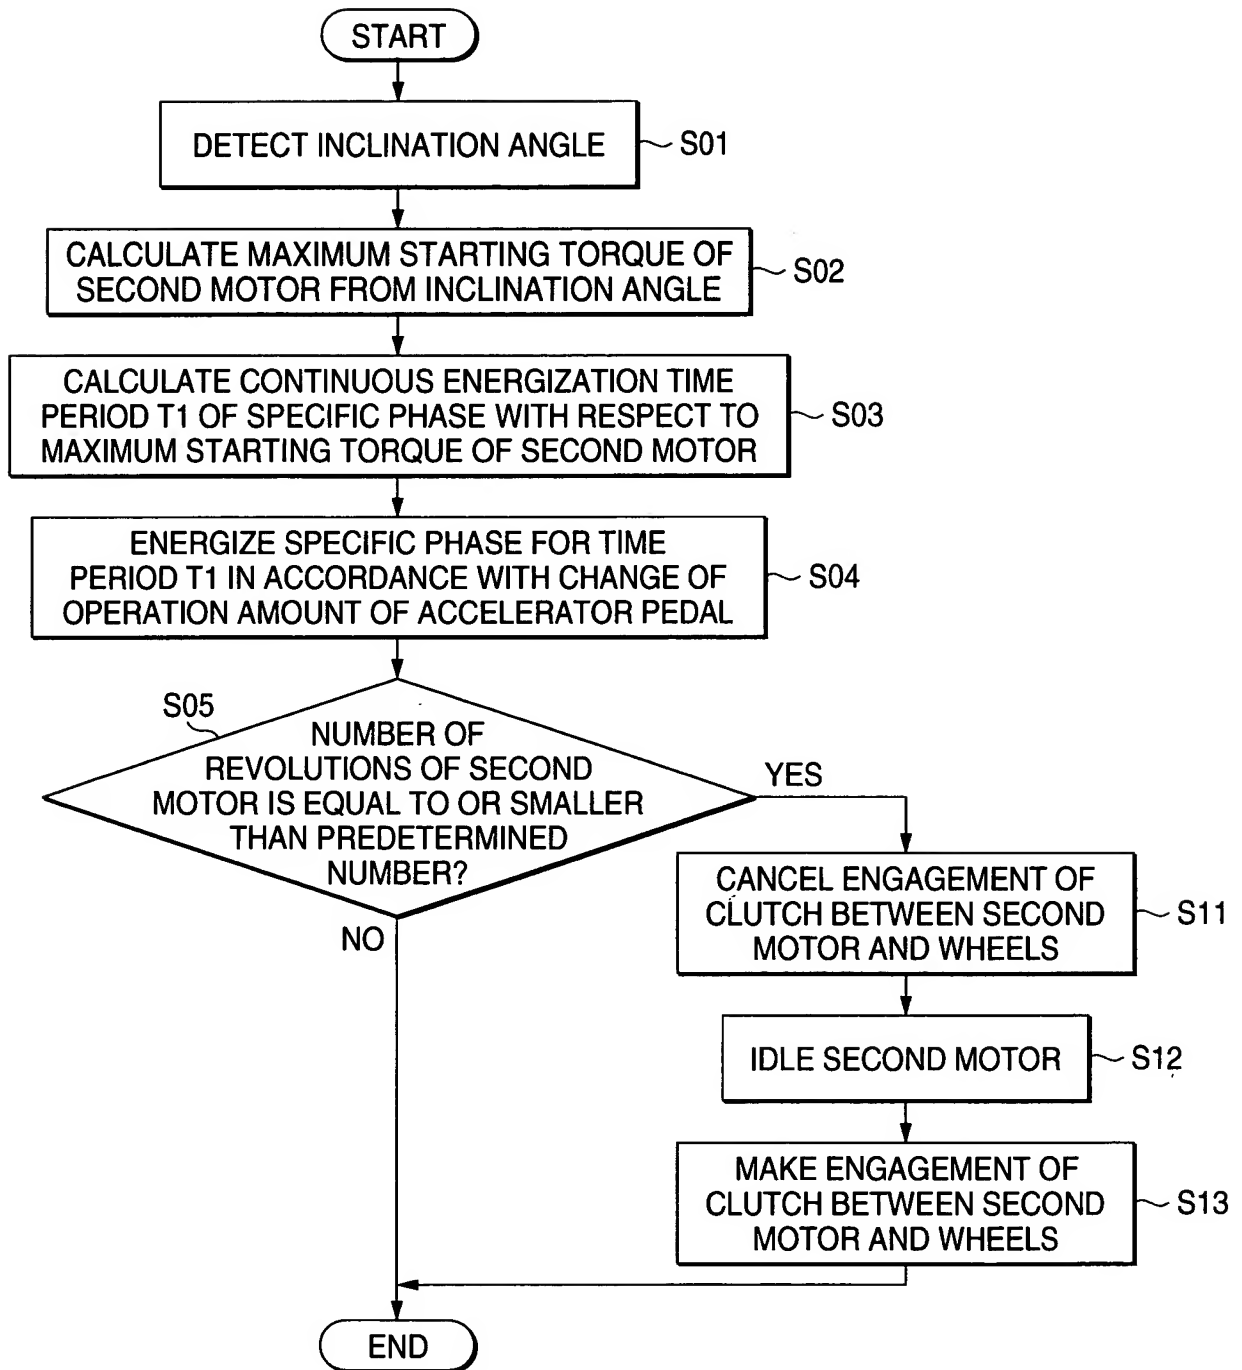 START
DETECT INCLINATION ANGLE
S01
CALCULATE MAXIMUM STARTING TORQUE OF
SECOND MOTOR FROM INCLINATION ANGLE
S02
CALCULATE CONTINUOUS ENERGIZATION TIME
PERIOD T1 OF SPECIFIC PHASE WITH RESPECT TO
MAXIMUM STARTING TORQUE OF SECOND MOTOR
S03
ENERGIZE SPECIFIC PHASE FOR TIME
PERIOD T1 IN ACCORDANCE WITH CHANGE OF
OPERATION AMOUNT OF ACCELERATOR PEDAL
S04
S05
NUMBER OF
REVOLUTIONS OF SECOND
MOTOR IS EQUAL TO OR SMALLER
THAN PREDETERMINED
NUMBER?
YES
NO
CANCEL ENGAGEMENT OF
CLUTCH BETWEEN SECOND
MOTOR AND WHEELS
S11
IDLE SECOND MOTOR
S12
MAKE ENGAGEMENT OF
CLUTCH BETWEEN SECOND
MOTOR AND WHEELS
S13
END